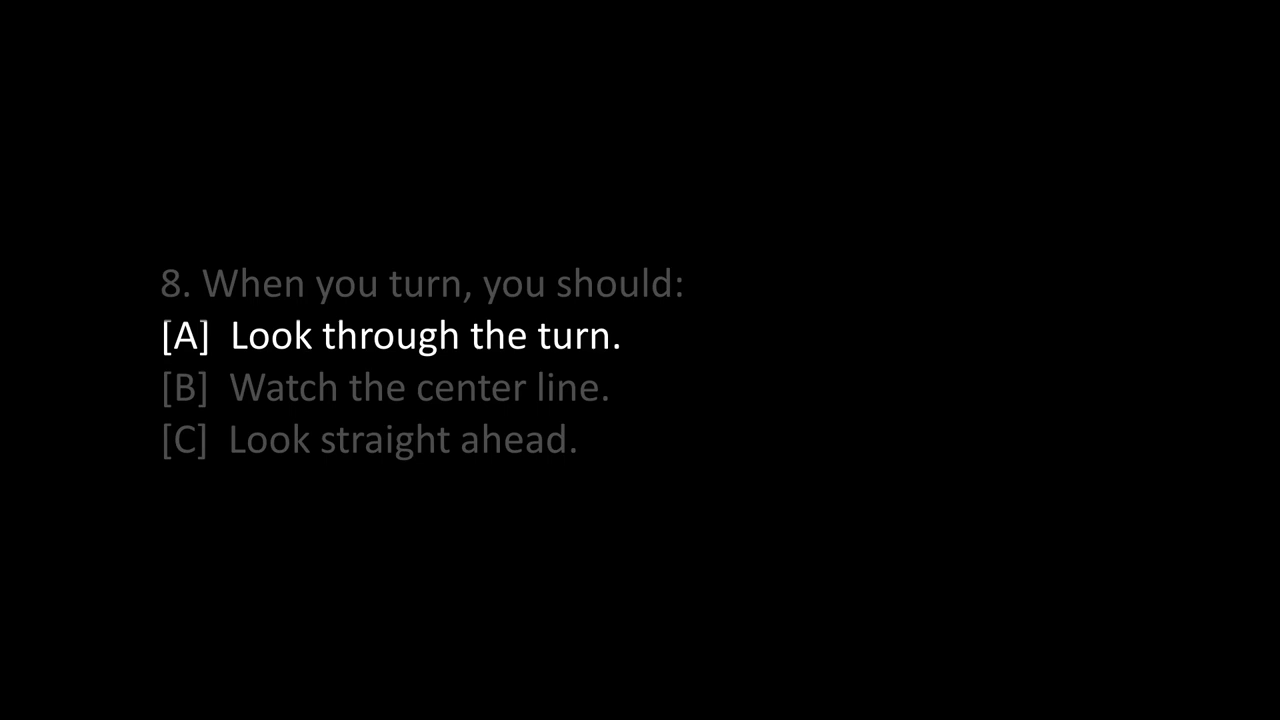 8. When you turn, you should:
[A] Look through the turn.
[B] Watch the center line.
[C] Look straight ahead.